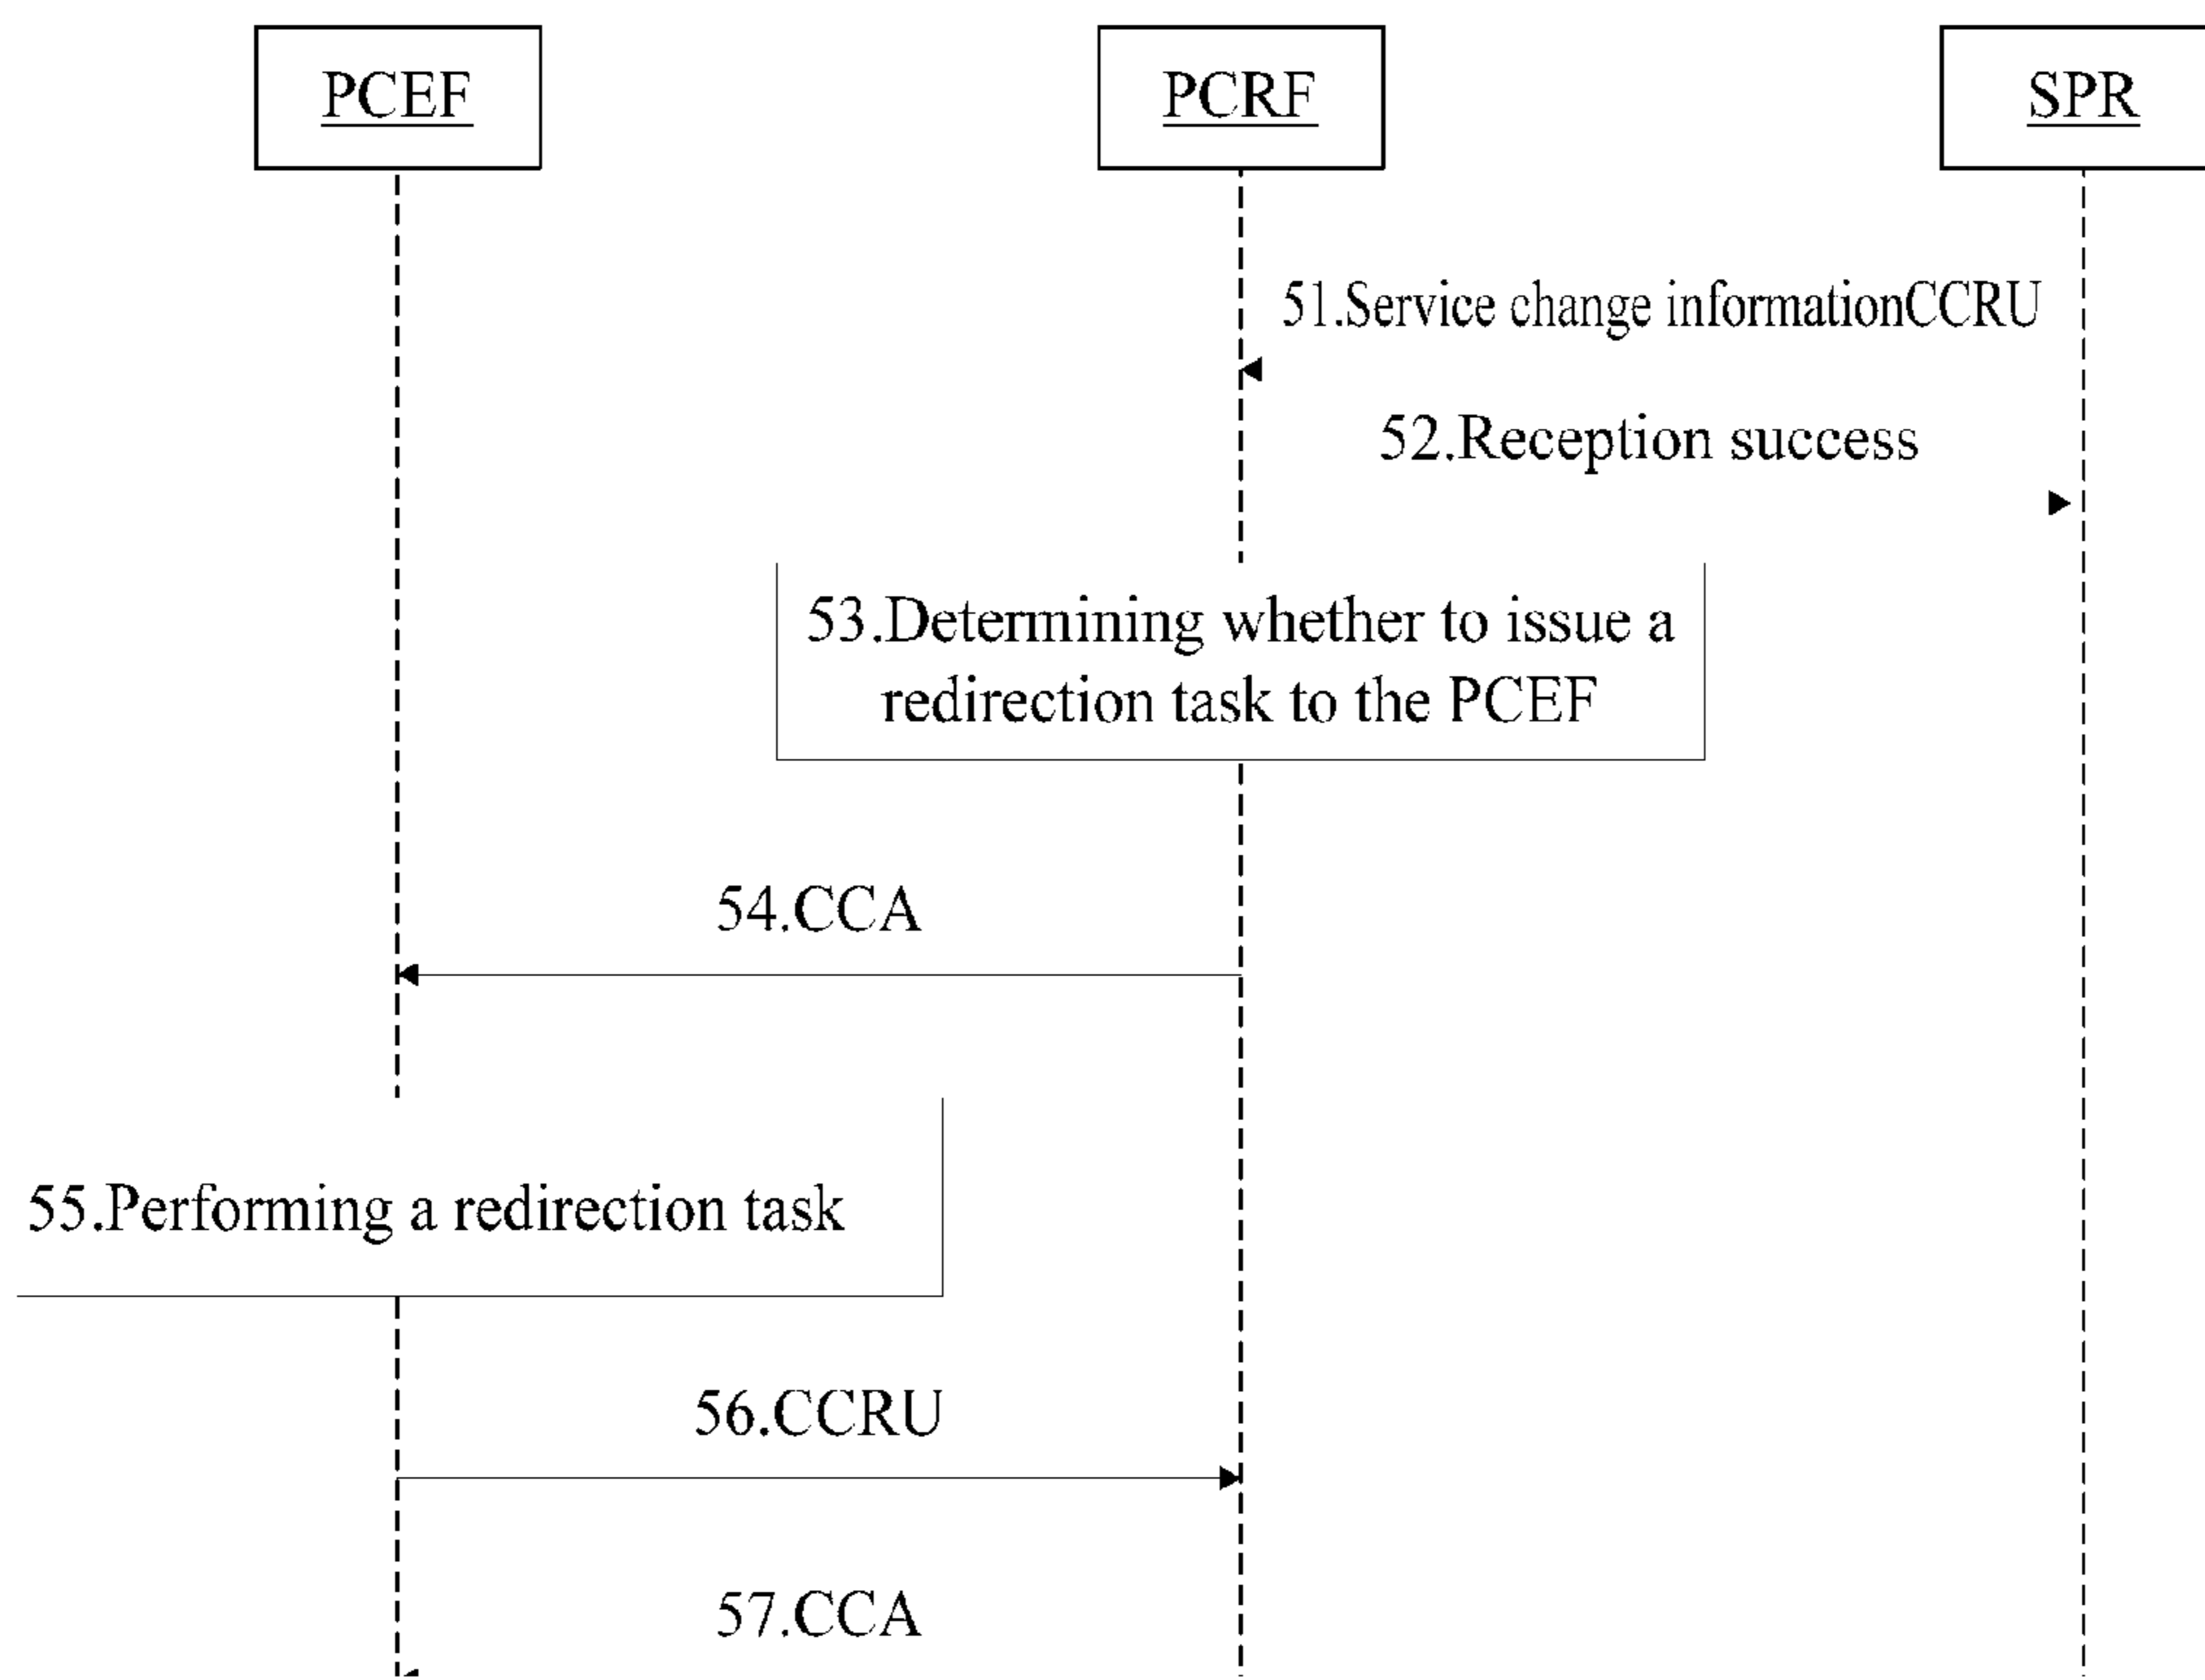 PCEF
PCRF
SPR
51.Service change informationCCRU
52.Reception success
53.Determining whether to issue a
redirection task to the PCEF
54.CCA
55.Performing a redirection task
56.CCRU
57.CCA